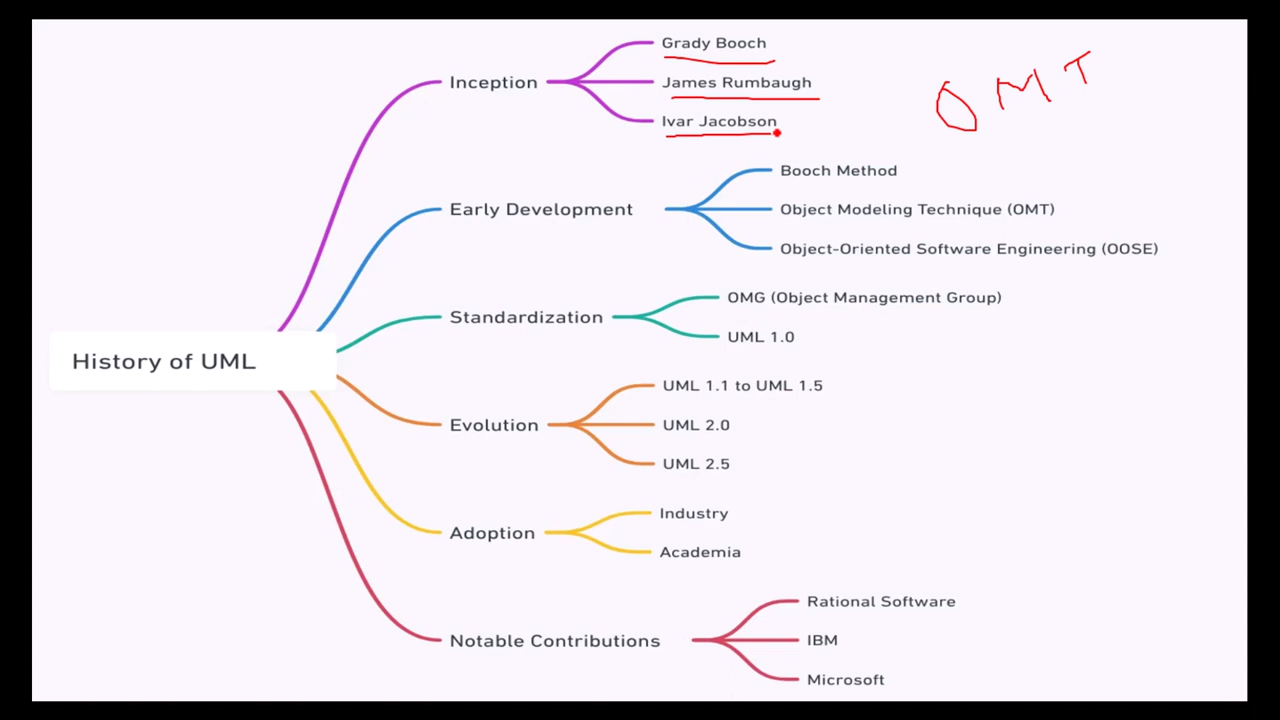 Grady Booch
Inception
James Rumbaugh
Ivar Jacobson
OMT
Booch Method
Early Development
Object Modeling Technique (OMT)
Object-Oriented Software Engineering (OOSE)
OMG (Object Management Group)
Standardization
UML 1.0
History of UML
UML 1.1 to UML 1.5
Evolution
UML 2.0
UML 2.5
Industry
Adoption
Academia
Rational Software
Notable Contributions
IBM
Microsoft